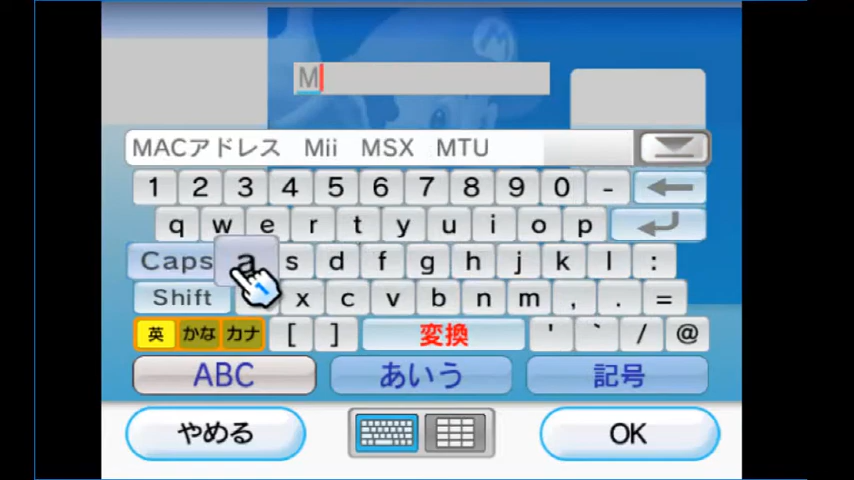 M
M
MACアドレス Mii MSX MTU
1 2 3 4 5 6 7 8 9 0 -
q w e r t y u i o p
Caps a s d f g h j k l :
Shift x c v b n m , . =
英 かな カナ [ ] 変換 ' ` / @
ABC あいう 記号
やめる OK